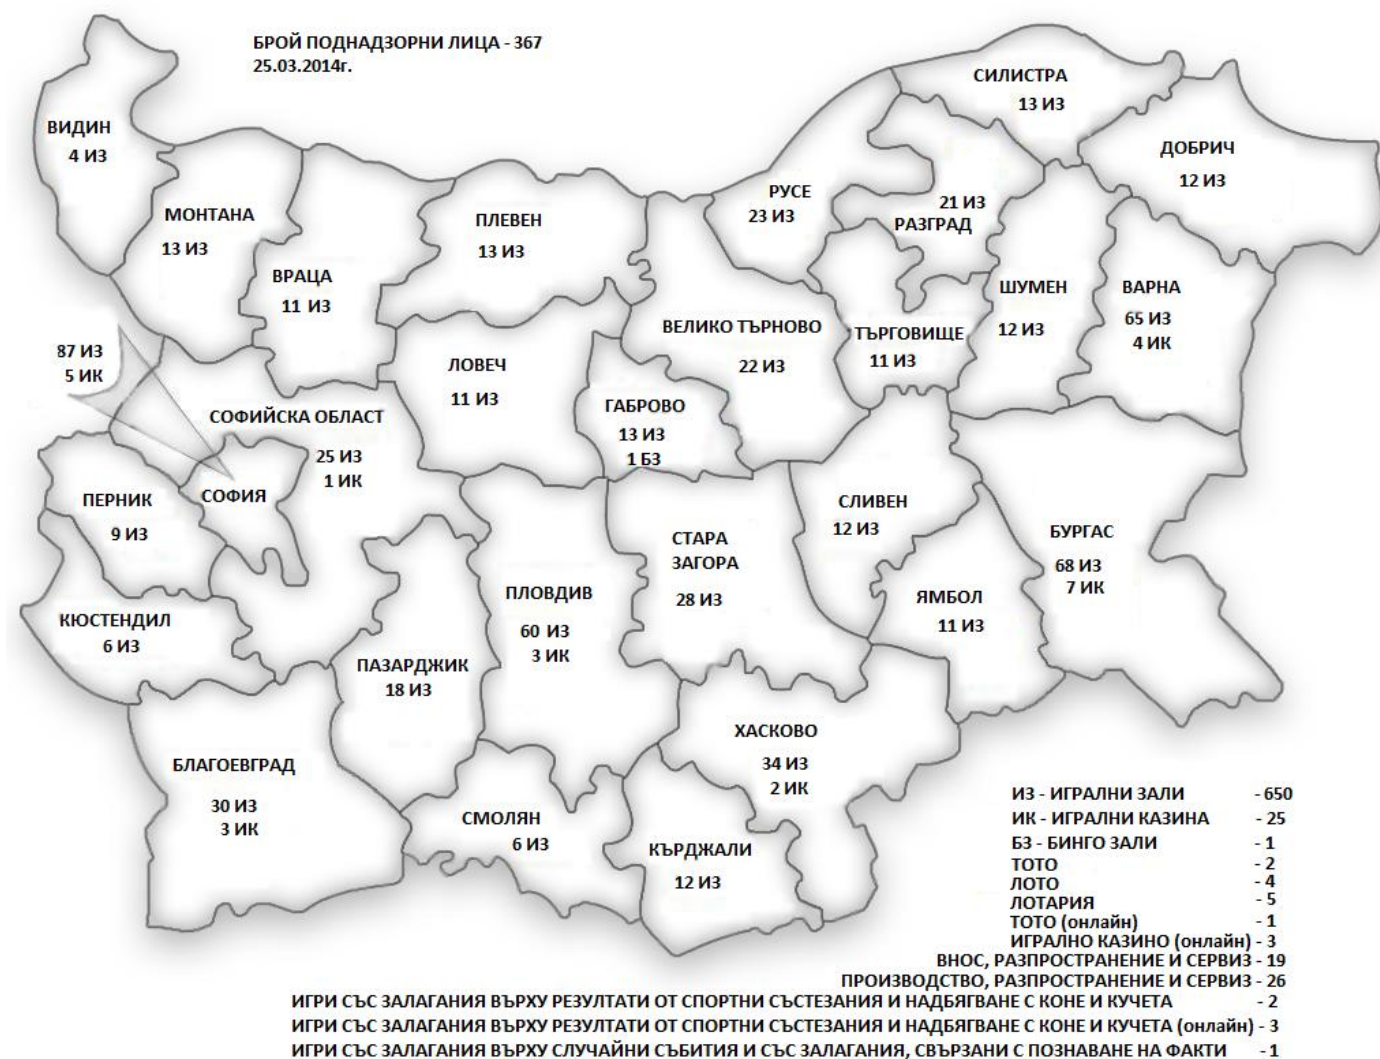 БРОЙ ПОДНАДЗОРНИ ЛИЦА - 367
25.03.2014г.
СИЛИСТРА
13 ИЗ
ВИДИН
4 ИЗ
ДОБРИЧ
12 ИЗ
РУСЕ
23 ИЗ
21 ИЗ
РАЗГРАД
МОНТАНА
13 ИЗ
ПЛЕВЕН
13 ИЗ
ВРАЦА
11 ИЗ
ШУМЕН
12 ИЗ
ВАРНА
65 ИЗ
4 ИК
ВЕЛИКО ТЪРНОВО
22 ИЗ
ТЪРГОВИЩЕ
11 ИЗ
87 ИЗ
5 ИК
ЛОВЕЧ
11 ИЗ
ГАБРОВО
13 ИЗ
1 БЗ
СОФИЙСКА ОБЛАСТ
25 ИЗ
1 ИК
СОФИЯ
ПЕРНИК
9 ИЗ
СЛИВЕН
12 ИЗ
СТАРА
ЗАГОРА
28 ИЗ
БУРГАС
68 ИЗ
7 ИК
ПЛОВДИВ
60 ИЗ
3 ИК
ЯМБОЛ
11 ИЗ
КЮСТЕНДИЛ
6 ИЗ
ПАЗАРДЖИК
18 ИЗ
ХАСКОВО
34 ИЗ
2 ИК
БЛАГОЕВГРАД
30 ИЗ
3 ИК
СМОЛЯН
6 ИЗ
КЪРДЖАЛИ
12 ИЗ
ИЗ - ИГРАЛНИ ЗАЛИ - 650
ИК - ИГРАЛНИ КАЗИНА - 25
БЗ - БИНГО ЗАЛИ - 1
ТОТО - 2
ЛОТО - 4
ЛОТАРИЯ - 5
ТОТО (онлайн) - 1
ИГРАЛНО КАЗИНО (онлайн) - 3
ВНОС, РАЗПРОСТРАНЕНИЕ И СЕРВИЗ - 19
ПРОИЗВОДСТВО, РАЗПРОСТРАНЕНИЕ И СЕРВИЗ - 26
ИГРИ СЪС ЗАЛАГАНИЯ ВЪРХУ РЕЗУЛТАТИ ОТ СПОРТНИ СЪСТЕЗАНИЯ И НАДБЯГВАНЕ С КОНЕ И КУЧЕТА - 2
ИГРИ СЪС ЗАЛАГАНИЯ ВЪРХУ РЕЗУЛТАТИ ОТ СПОРТНИ СЪСТЕЗАНИЯ И НАДБЯГВАНЕ С КОНЕ И КУЧЕТА (онлайн) - 3
ИГРИ СЪС ЗАЛАГАНИЯ ВЪРХУ СЛУЧАЙНИ СЪБИТИЯ И СЪС ЗАЛАГАНИЯ, СВЪРЗАНИ С ПОЗНАВАНЕ НА ФАКТИ - 1